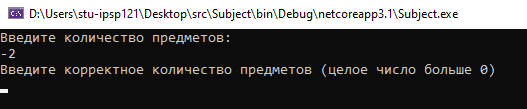 D:\Users\stu-ipsp121\Desktop\src\Subject\bin\Debug\netcoreapp3.1\Subject.exe
Введите количество предметов:
-2
Введите корректное количество предметов (целое число больше 0)